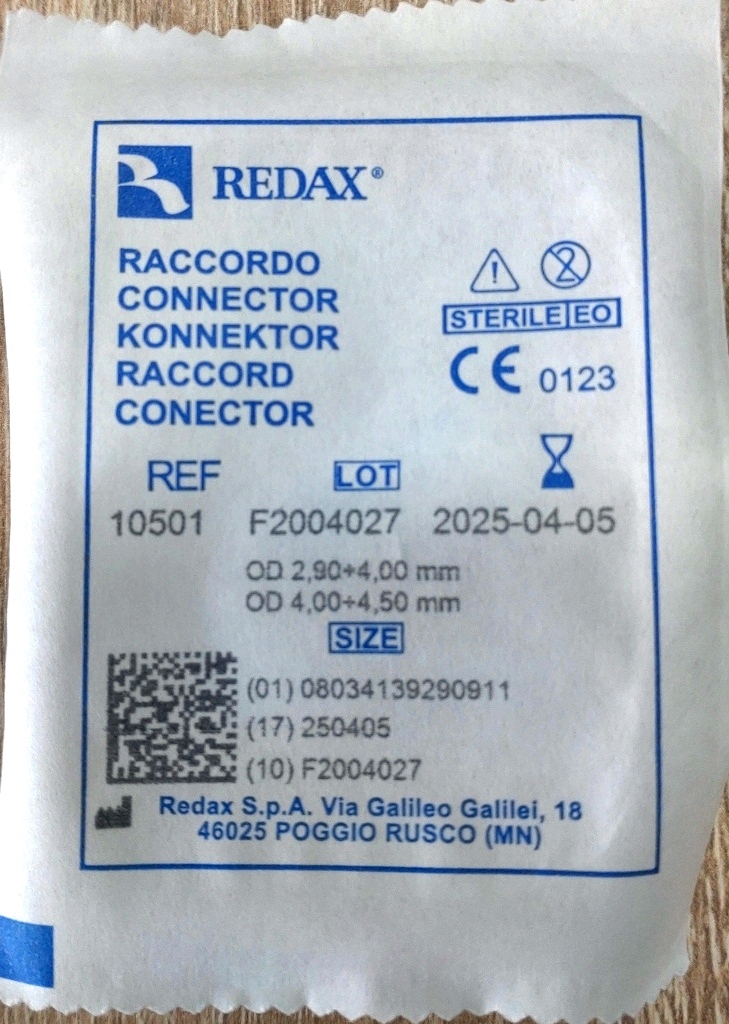 REDAX®
RACCORDO
CONNECTOR
KONNEKTOR
RACCORD
CONECTOR
2
STERILE EO
CE 0123
REF LOT
10501 F2004027 2025-04-05
OD 2,90÷4,00 mm
OD 4,00÷4,50 mm
SIZE
(01) 08034139290911
(17) 250405
(10) F2004027
Redax S.p.A. Via Galileo Galilei, 18
46025 POGGIO RUSCO (MN)